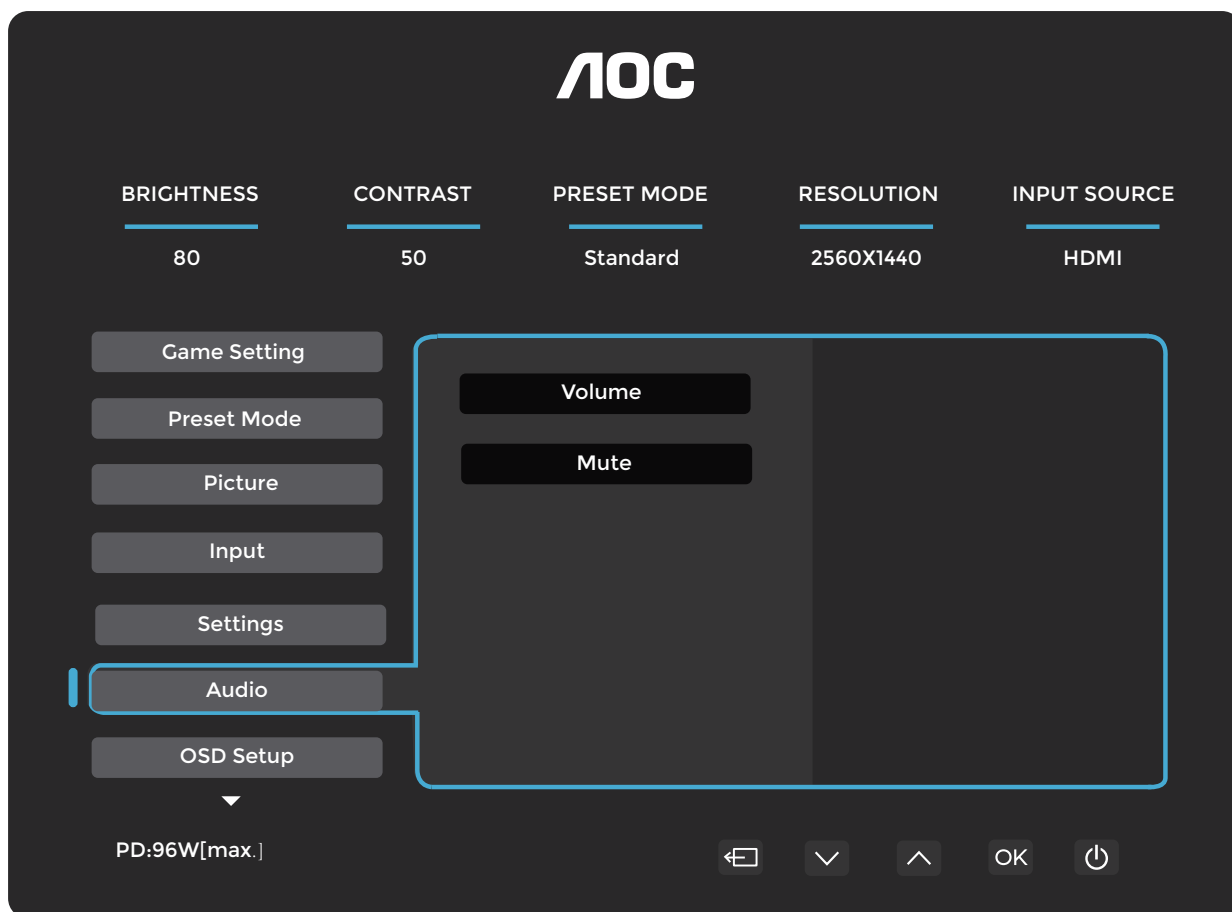 AOC
BRIGHTNESS CONTRAST PRESET MODE RESOLUTION INPUT SOURCE
80 50 Standard 2560X1440 HDMI
Game Setting
Volume
Preset Mode
Mute
Picture
Input
Settings
Audio
OSD Setup
PD:96W[max.]
OK